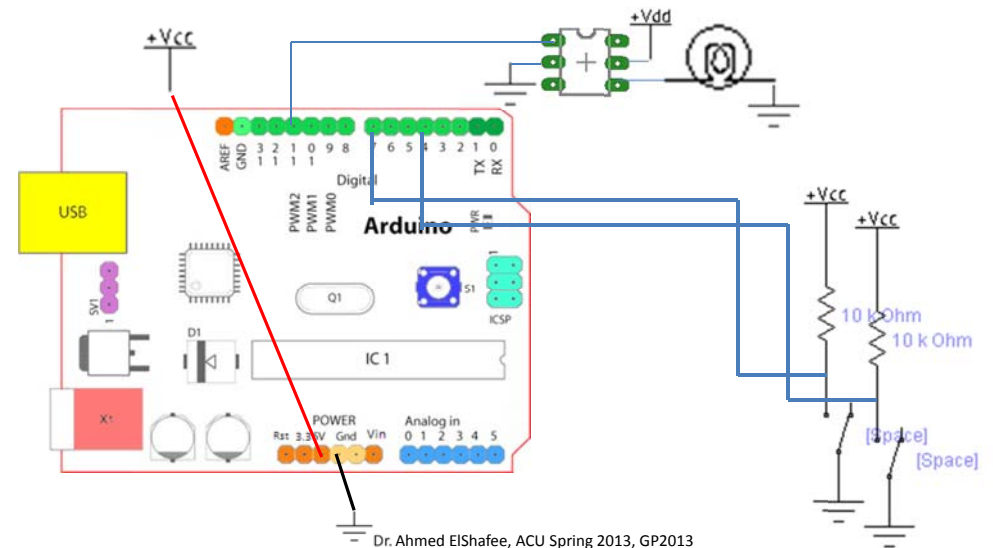 +Vcc
+Vdd
AREF
GND
13
12
11
10
9
8
7
6
5
4
3
2
1
0
TX
RX
Digital
PWM2
PWM1
PWM0
Arduino
PWR
USB
SV1
1
Q1
S1
1
ICSP
D1
IC 1
X1
POWER
Rst 3.3 5V Gnd Vin
Analog in
0 1 2 3 4 5
+Vcc
+Vcc
10 k Ohm
10 k Ohm
[Space]
[Space]
Dr. Ahmed ElShafee, ACU Spring 2013, GP2013